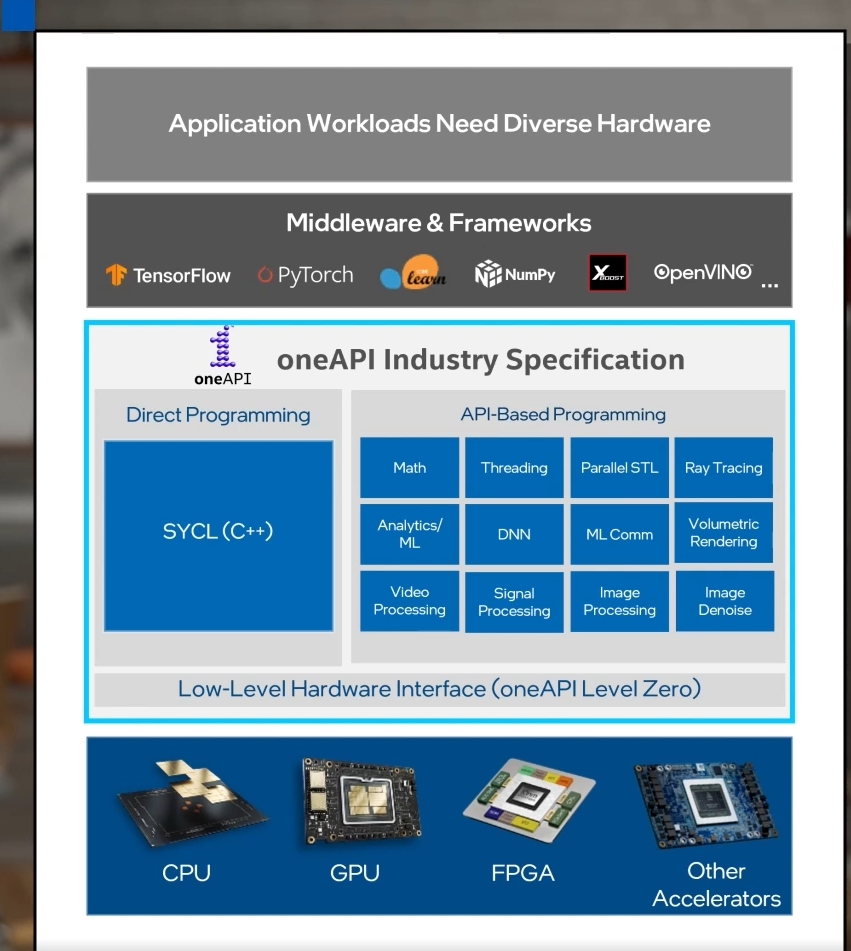 Application Workloads Need Diverse Hardware
Middleware & Frameworks
TensorFlow PyTorch learn NumPy XBOOST OpenVINO ...
oneAPI
oneAPI Industry Specification
Direct Programming
SYCL (C++)
API-Based Programming
Math Threading Parallel STL Ray Tracing
Analytics/
ML
DNN
ML Comm
Volumetric
Rendering
Video
Processing
Signal
Processing
Image
Processing
Image
Denoise
Low-Level Hardware Interface (oneAPI Level Zero)
CPU
GPU
FPGA
Other
Accelerators